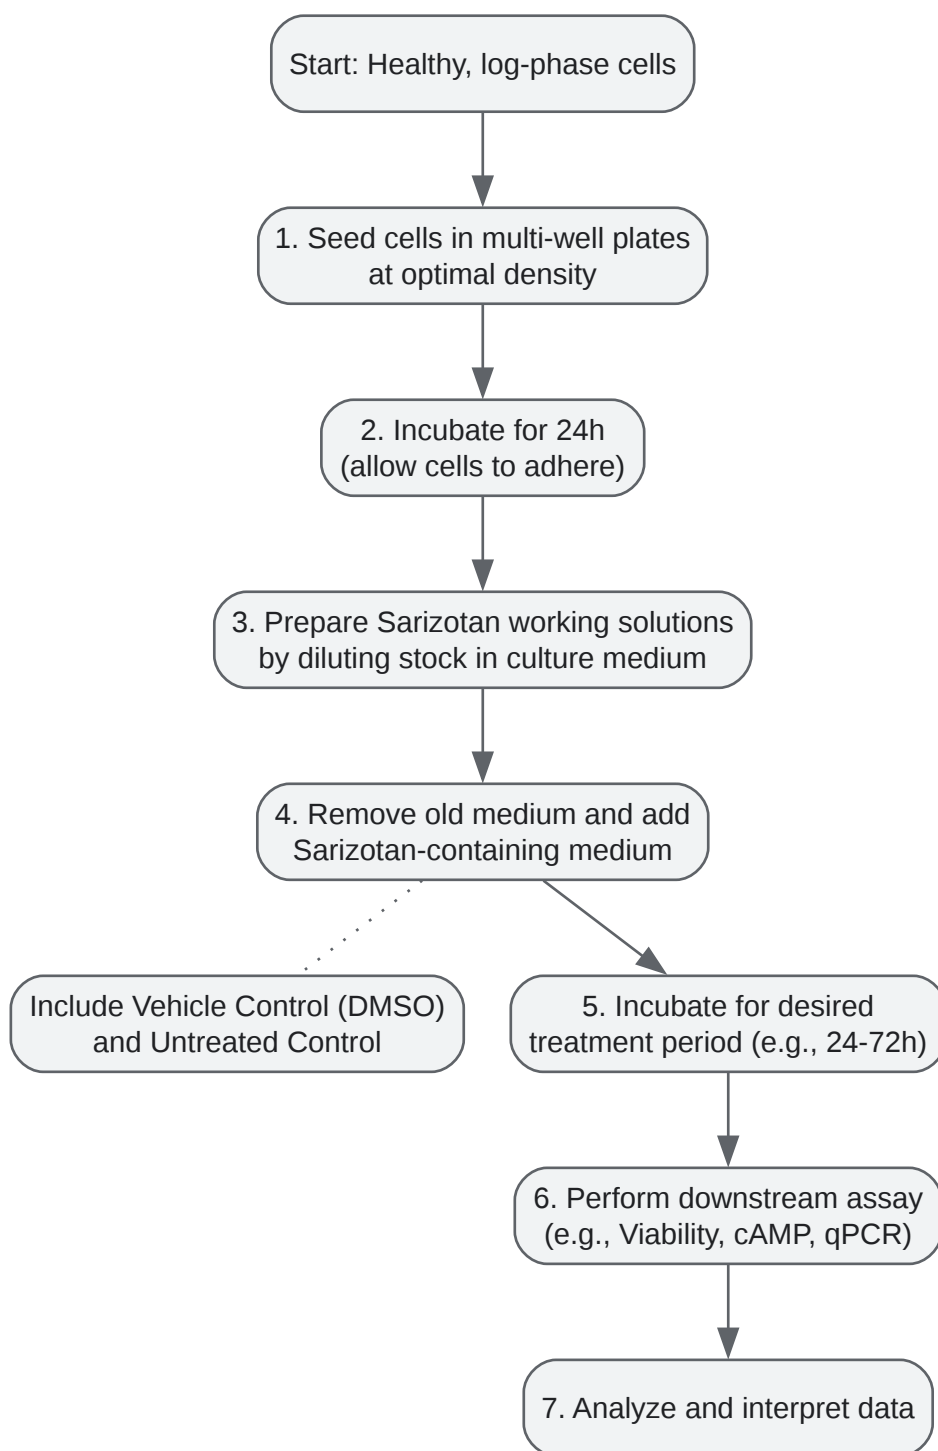 Start: Healthy, log-phase cells
1. Seed cells in multi-well plates
at optimal density
2. Incubate for 24h
(allow cells to adhere)
3. Prepare Sarizotan working solutions
by diluting stock in culture medium
4. Remove old medium and add
Sarizotan-containing medium
Include Vehicle Control (DMSO)
and Untreated Control
5. Incubate for desired
treatment period (e.g., 24-72h)
6. Perform downstream assay
(e.g., Viability, cAMP, qPCR)
7. Analyze and interpret data